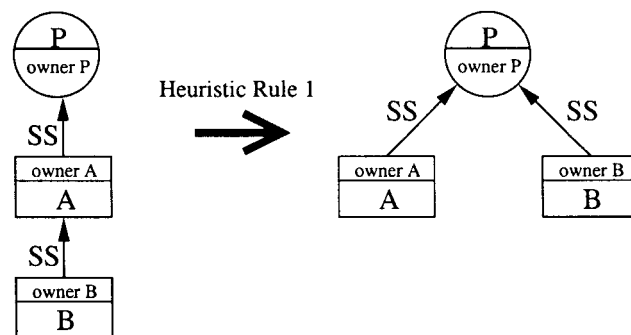 P
owner P
SS
owner A
A
SS
owner B
B
Heuristic Rule 1
P
owner P
SS
SS
owner A
A
owner B
B